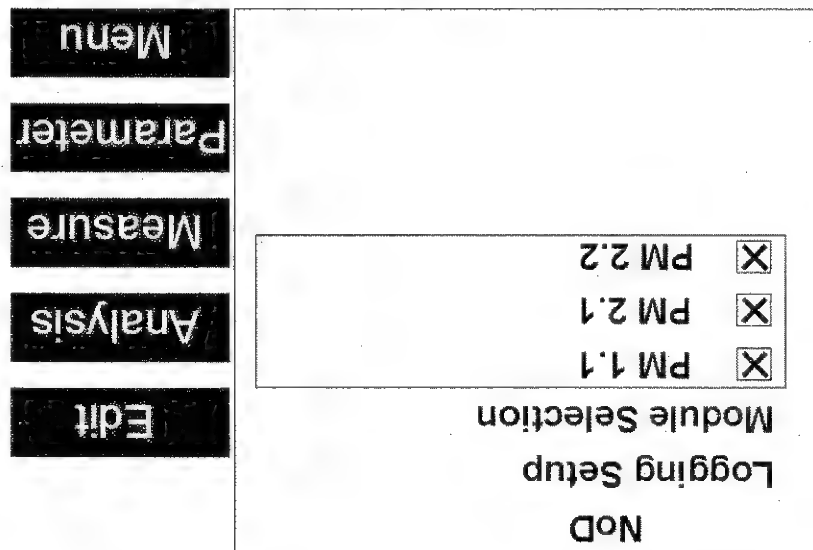 NoD
Logging Setup
Module Selection
PM 1.1
PM 2.1
PM 2.2
Edit
Analysis
Measure
Parameter
Menu